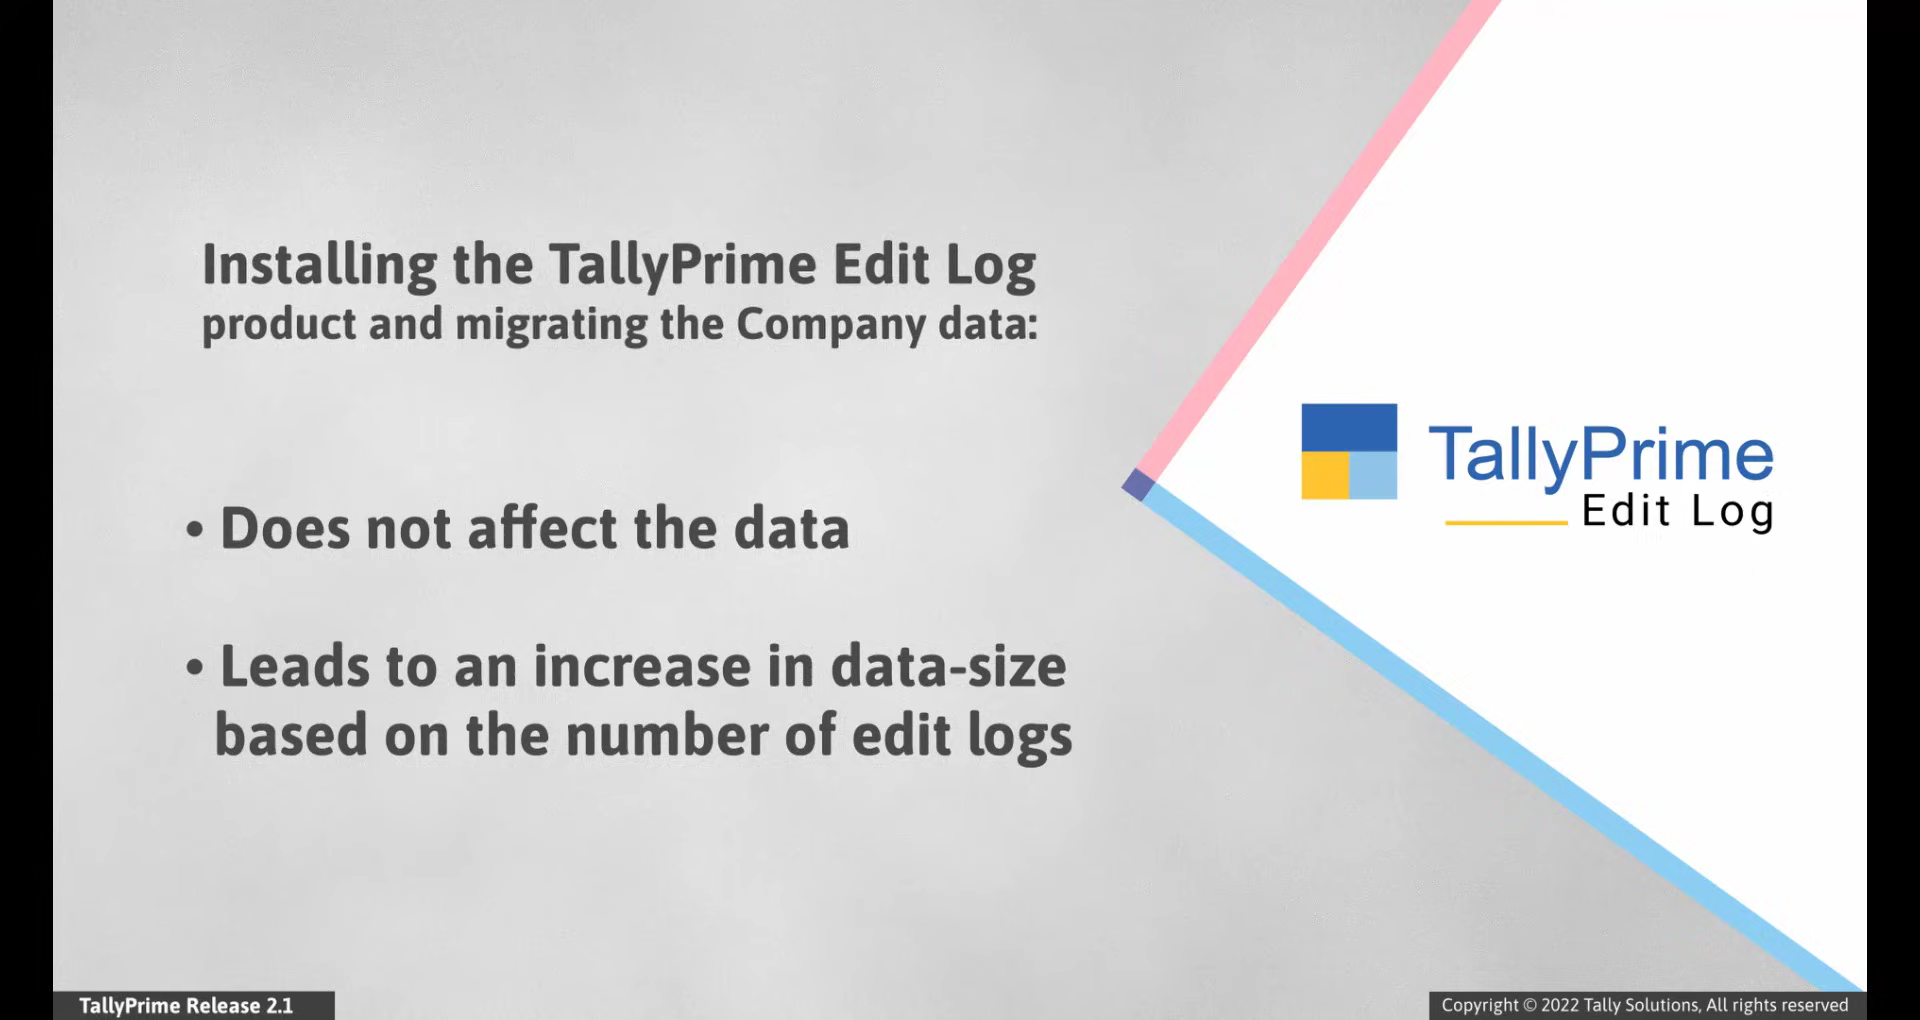 Installing the TallyPrime Edit Log
product and migrating the Company data:
• Does not affect the data
• Leads to an increase in data-size
based on the number of edit logs
TallyPrime
Edit Log
TallyPrime Release 2.1
Copyright © 2022 Tally Solutions, All rights reserved